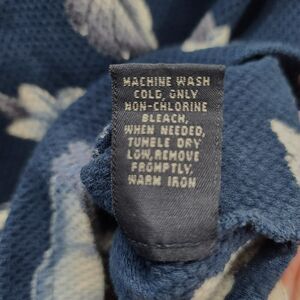 MACHINE WASH
COLD, ONLY
NON-CHLORINE
BLEACH,
WHEN NEEDED,
TUMBLE DRY
LOW, REMOVE
PROMPTLY,
WARM IRON